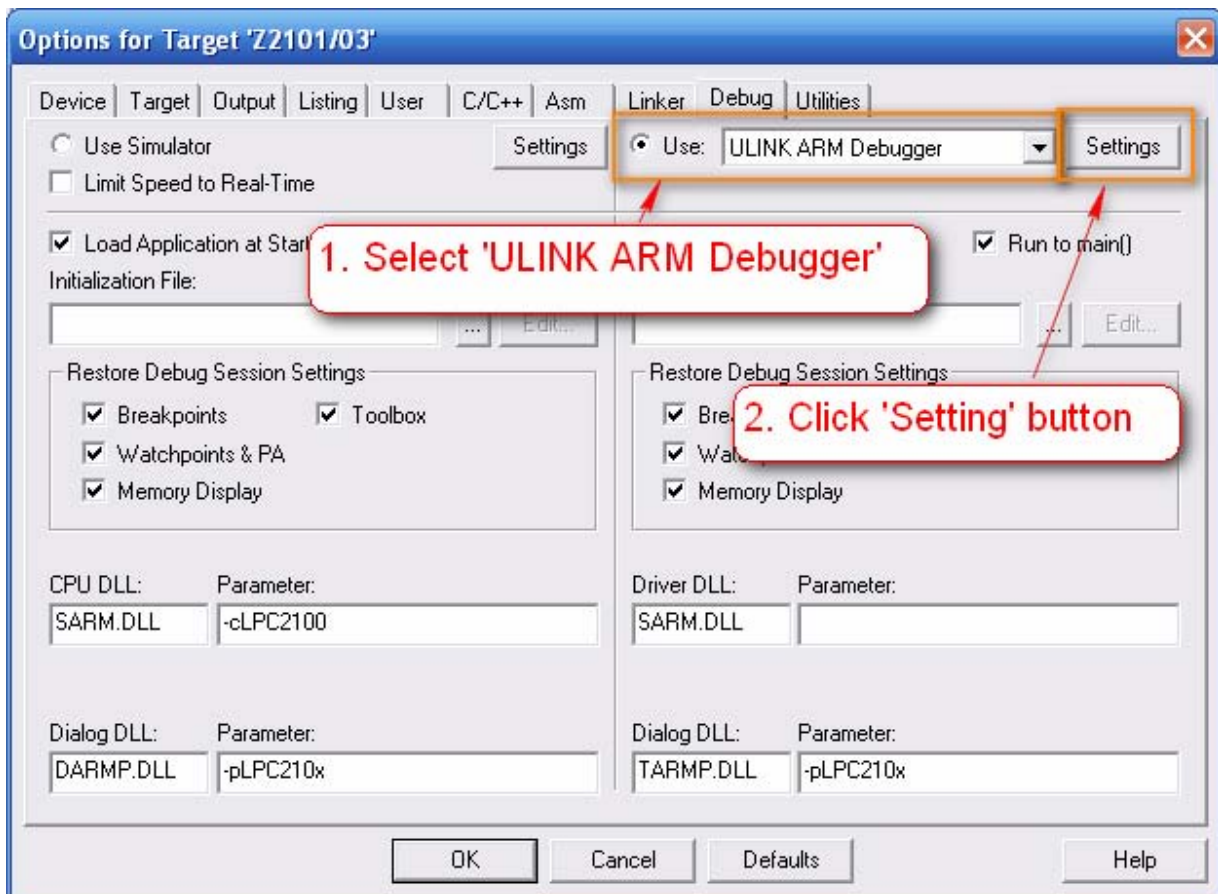 Options for Target 'Z2101/03'
Device Target Output Listing User C/C++ Asm Linker Debug Utilities
Use Simulator Settings Use: ULINK ARM Debugger Settings
Limit Speed to Real-Time
Load Application at Start Run to main()
1. Select 'ULINK ARM Debugger'
Initialization File:
... Edit... ... Edit...
Restore Debug Session Settings Restore Debug Session Settings
Breakpoints Toolbox
2. Click 'Setting' button
Watchpoints & PA
Memory Display Memory Display
CPU DLL: Parameter: Driver DLL: Parameter:
SARM.DLL -cLPC2100 SARM.DLL
Dialog DLL: Parameter: Dialog DLL: Parameter:
DARMP.DLL -pLPC210x TARMP.DLL -pLPC210x
OK Cancel Defaults Help